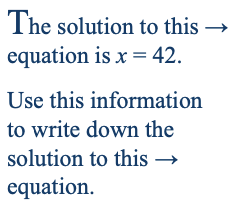 The solution to this →
equation is x = 42.
Use this information
to write down the
solution to this →
equation.